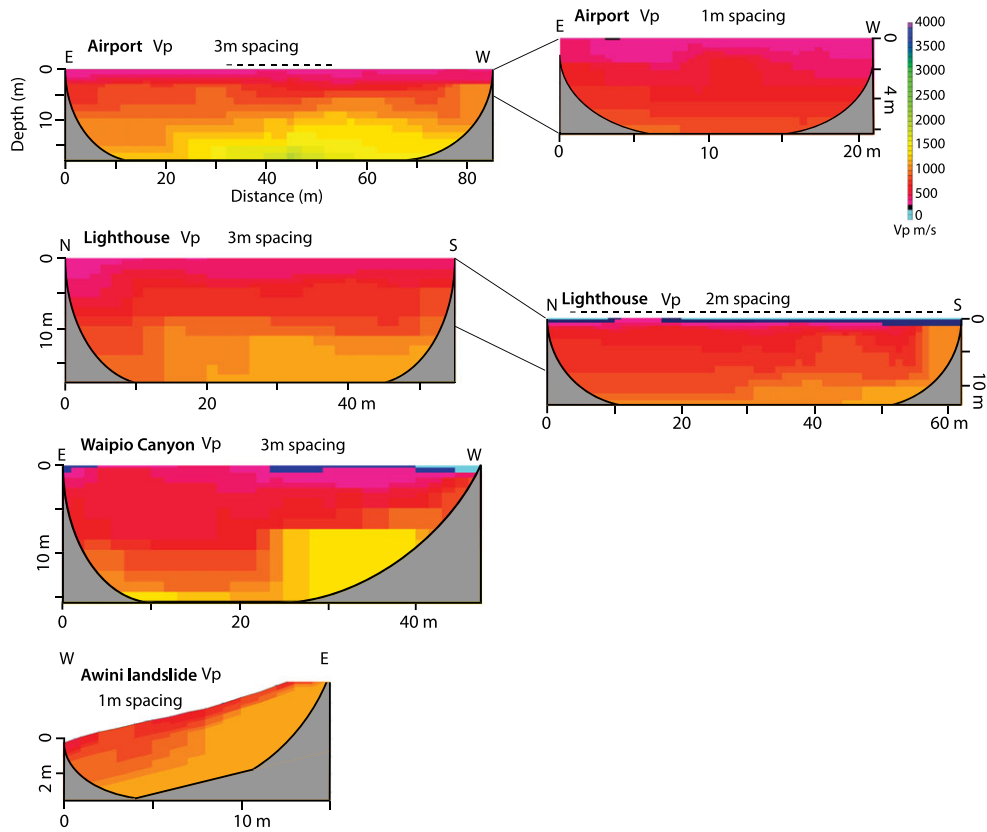 Airport Vp 3m spacing
E W
Depth (m)
0
10
0 20 40 60 80
Distance (m)
Airport Vp 1m spacing
E W
0
4 m
0 10 20 m
4000
3500
3000
2500
2000
1500
1000
500
0
Vp m/s
Lighthouse Vp 3m spacing
N S
0
10 m
0 20 40 m
Lighthouse Vp 2m spacing
N S
0
10 m
0 20 40 60 m
Waipio Canyon Vp 3m spacing
E W
0
10 m
0 20 40 m
W E
Awini landslide Vp
1m spacing
0
2 m
0 10 m